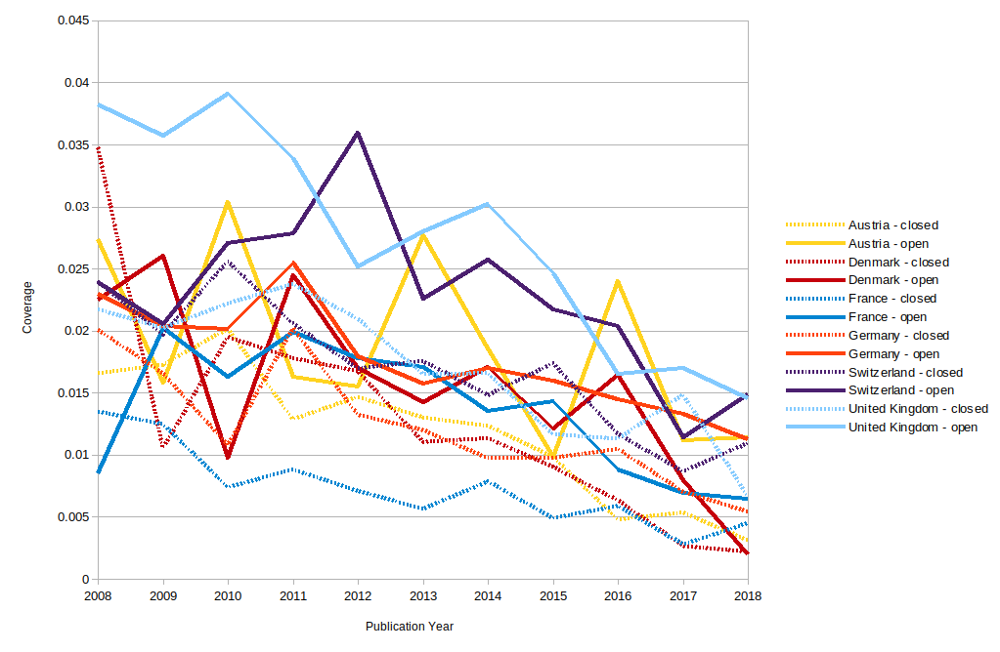 0.045
0.04
0.035
0.03
0.025
0.02
0.015
0.01
0.005
0
Coverage
2008 2009 2010 2011 2012 2013 2014 2015 2016 2017 2018
Publication Year
Austria - closed
Austria - open
Denmark - closed
Denmark - open
France - closed
France - open
Germany - closed
Germany - open
Switzerland - closed
Switzerland - open
United Kingdom - closed
United Kingdom - open